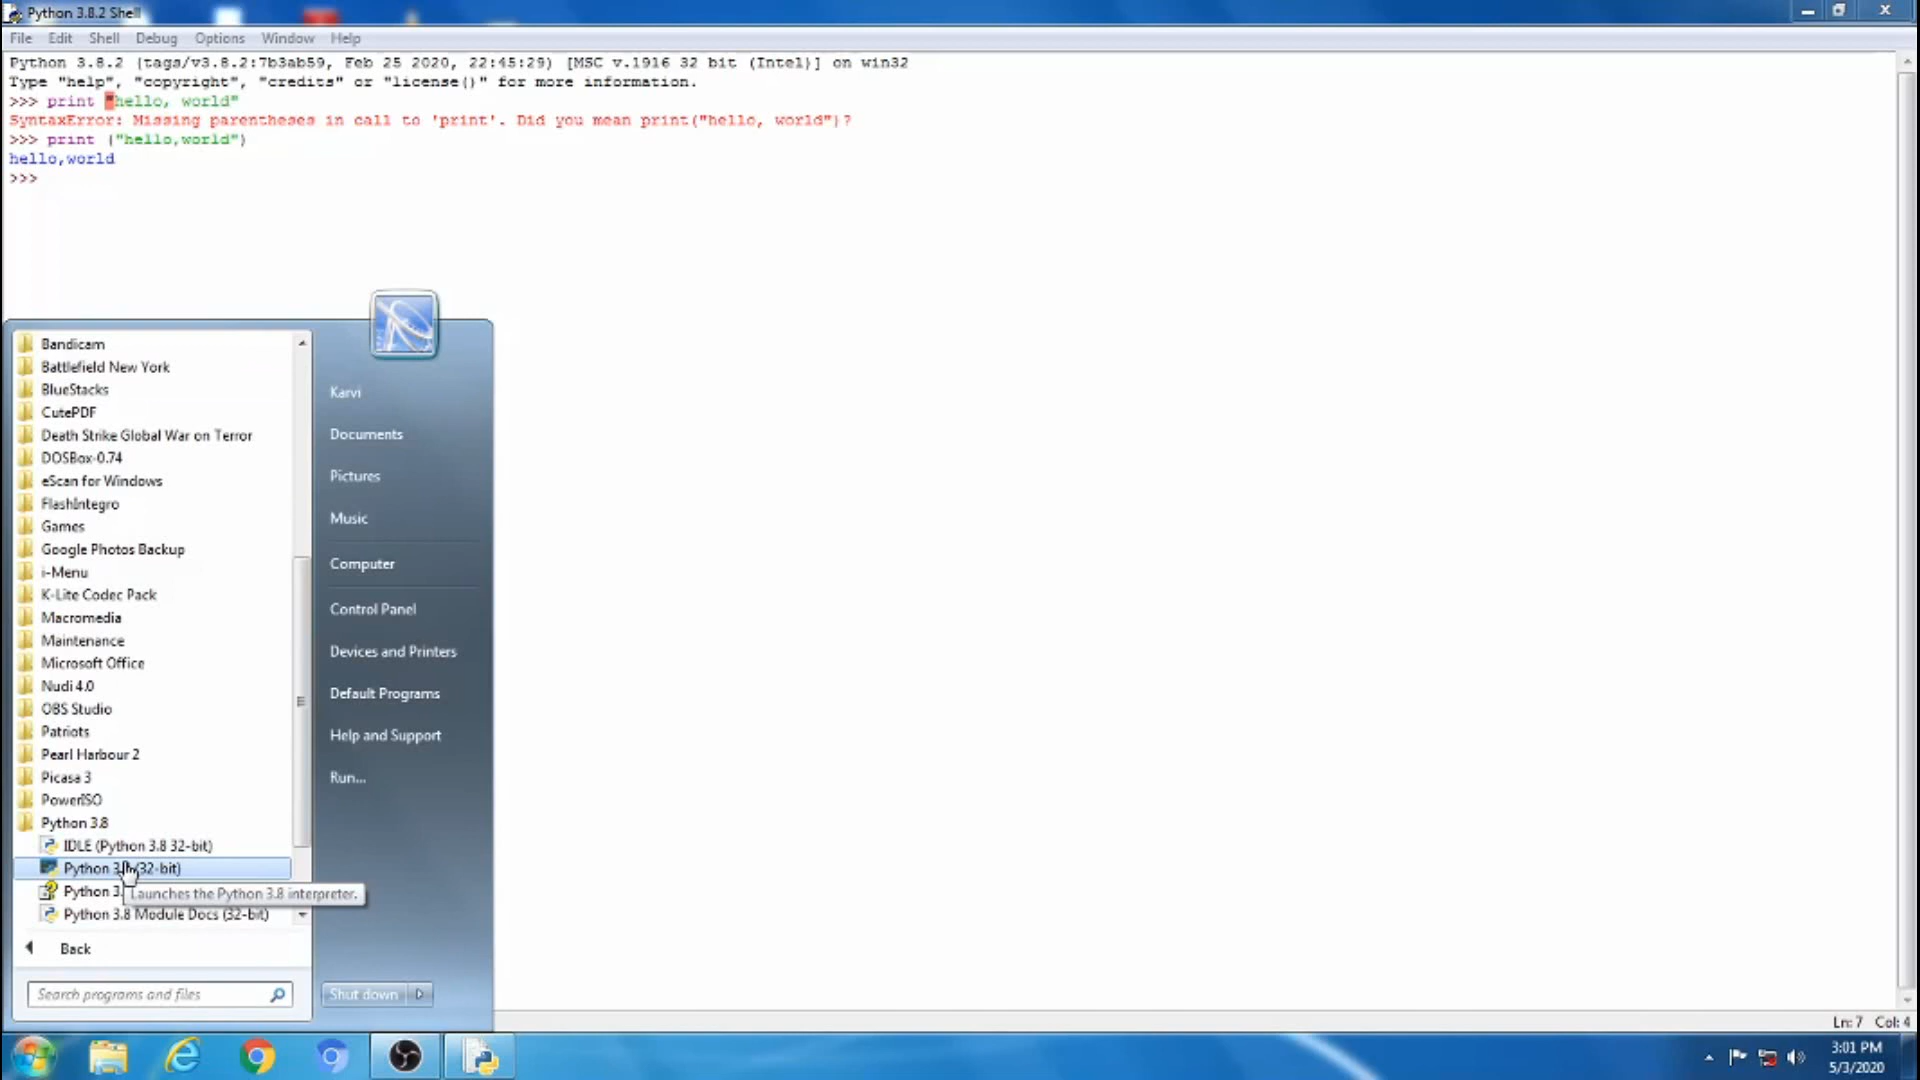 Python 3.8.2 Shell
File Edit Shell Debug Options Window Help
Python 3.8.2 (tags/v3.8.2:7b3ab59, Feb 25 2020, 22:45:29) [MSC v.1916 32 bit (Intel)] on win32
Type "help", "copyright", "credits" or "license()" for more information.
>>> print "hello, world"
SyntaxError: Missing parentheses in call to 'print'. Did you mean print("hello, world")?
>>> print ("hello,world")
hello,world
>>>
Bandicam
Battlefield New York
BlueStacks
CutePDF
Death Strike Global War on Terror
DOSBox-0.74
eScan for Windows
FlashIntegro
Games
Google Photos Backup
i-Menu
K-Lite Codec Pack
Macromedia
Maintenance
Microsoft Office
Nudi 4.0
OBS Studio
Patriots
Pearl Harbour 2
Picasa 3
PowerISO
Python 3.8
IDLE (Python 3.8 32-bit)
Python 3. (32-bit)
Python 3.
Launches the Python 3.8 interpreter.
Python 3.8 Module Docs (32-bit)
Back
Search programs and files
Karvi
Documents
Pictures
Music
Computer
Control Panel
Devices and Printers
Default Programs
Help and Support
Run...
Shut down
Ln: 7 Col: 4
3:01 PM
5/3/2020